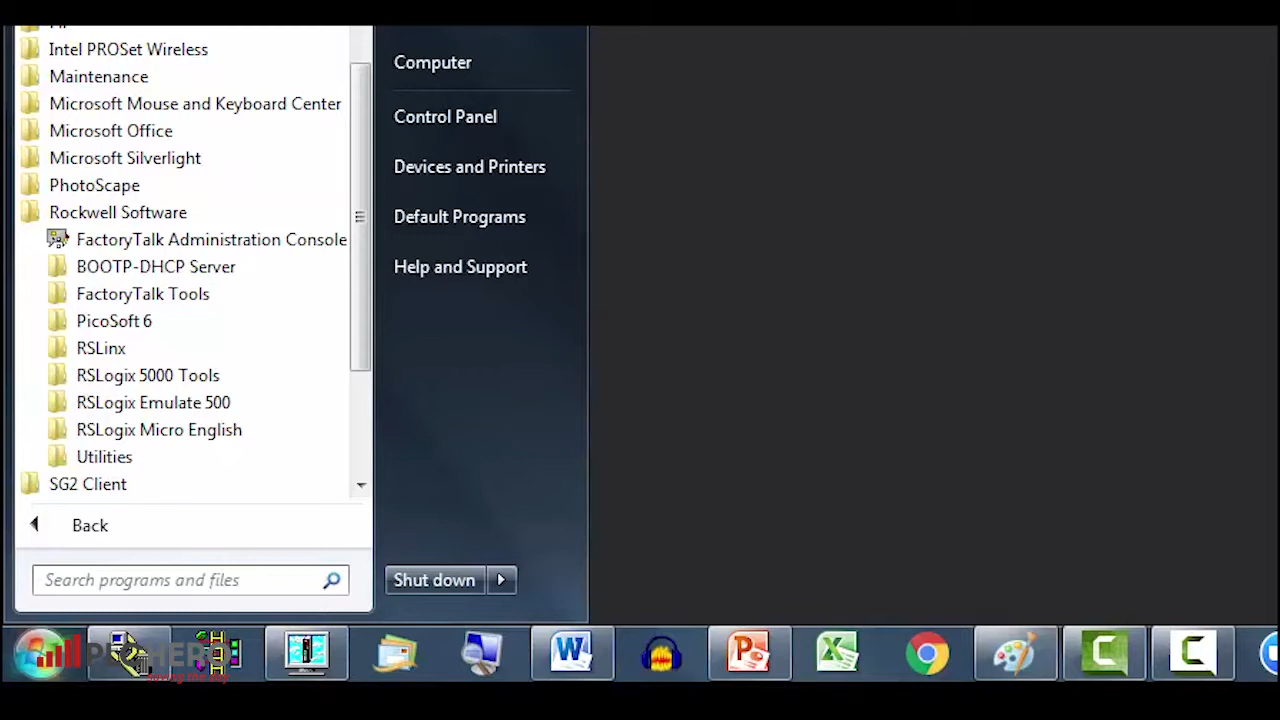 Intel PROSet Wireless
Maintenance
Microsoft Mouse and Keyboard Center
Microsoft Office
Microsoft Silverlight
PhotoScape
Rockwell Software
FactoryTalk Administration Console
BOOTP-DHCP Server
FactoryTalk Tools
PicoSoft 6
RSLinx
RSLogix 5000 Tools
RSLogix Emulate 500
RSLogix Micro English
Utilities
SG2 Client
Back
Search programs and files
Computer
Control Panel
Devices and Printers
Default Programs
Help and Support
Shut down